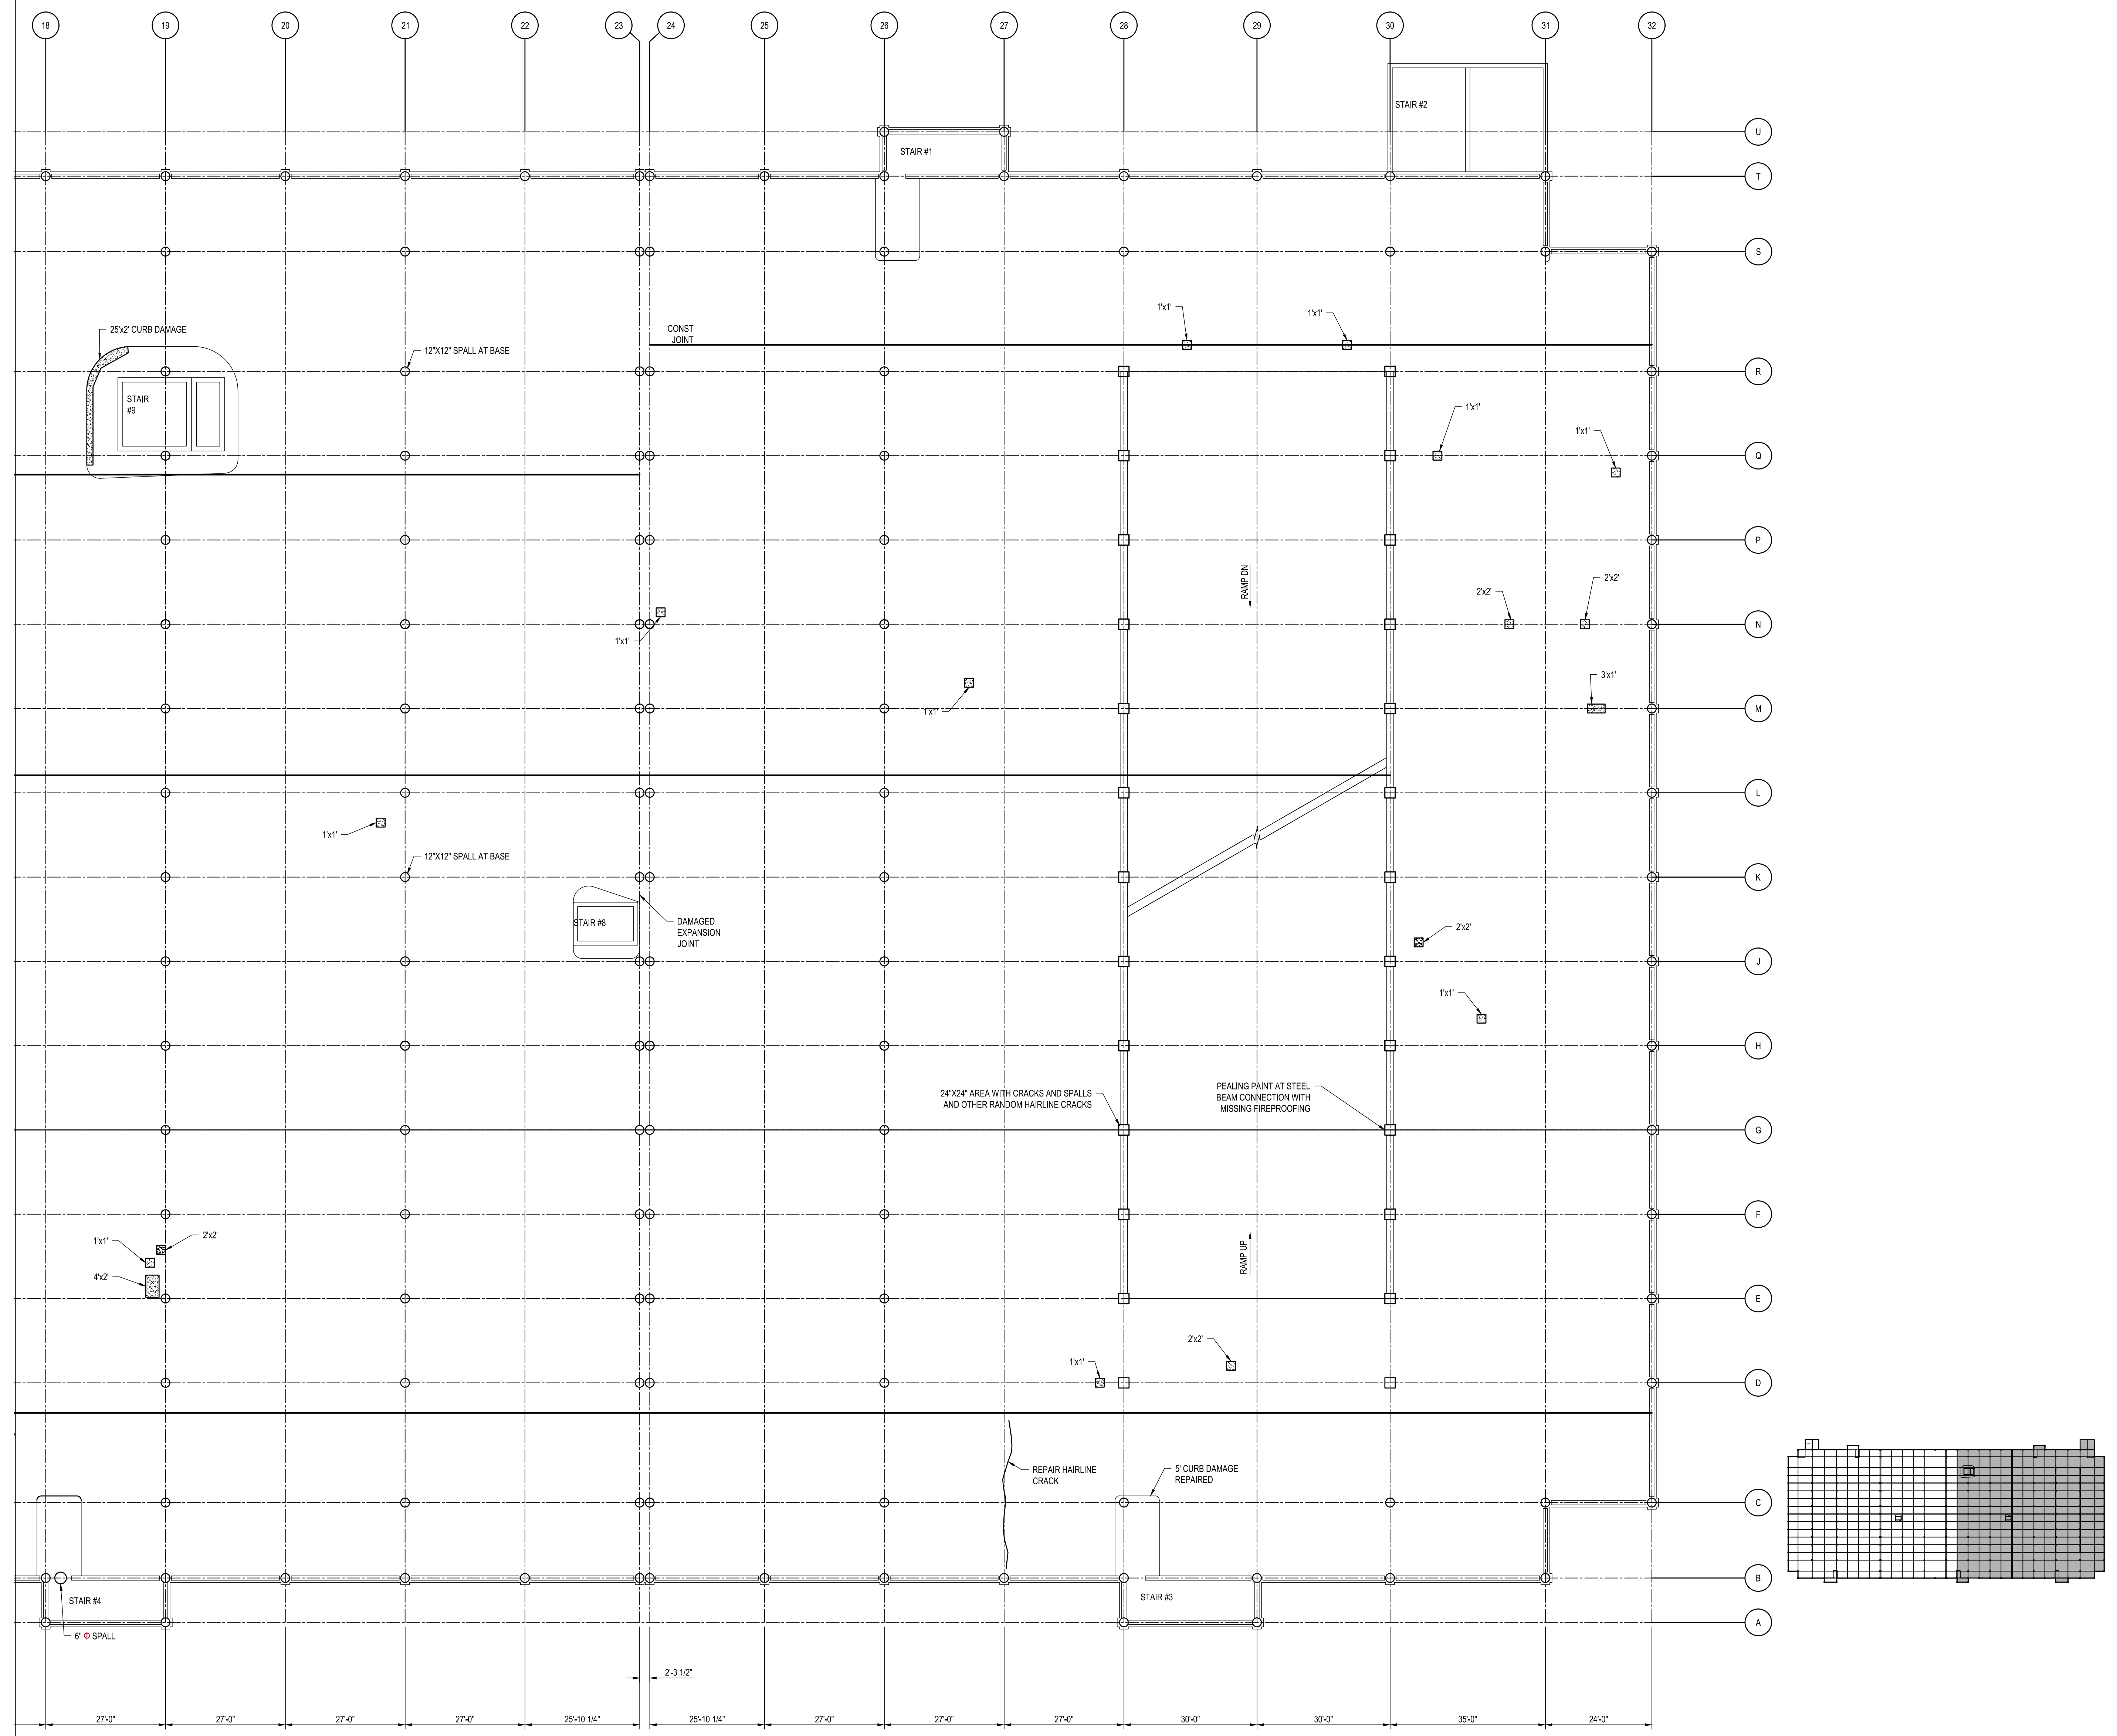 18 19 20 21 22 23 24 25 26 27 28 29 30 31 32
STAIR #2
U
STAIR #1
T
S
1'x1'
1'x1'
25'x2' CURB DAMAGE
CONST
JOINT
12"X12" SPALL AT BASE
R
STAIR
#9
1'x1'
1'x1'
Q
P
RAMP DN
2'x2'
2'x2'
N
1'x1'
3'x1'
1'x1'
M
L
1'x1'
12"X12" SPALL AT BASE
K
STAIR #8
DAMAGED
EXPANSION
JOINT
2'x2'
J
1'x1'
H
24"X24" AREA WITH CRACKS AND SPALLS
AND OTHER RANDOM HAIRLINE CRACKS
PEALING PAINT AT STEEL
BEAM CONNECTION WITH
MISSING FIREPROOFING
G
F
2'x2'
1'x1'
4'x2'
RAMP UP
E
2'x2'
1'x1'
D
REPAIR HAIRLINE
CRACK
5' CURB DAMAGE
REPAIRED
C
B
STAIR #4
STAIR #3
A
6" Φ SPALL
2'-3 1/2"
27'-0" 27'-0" 27'-0" 27'-0" 25'-10 1/4" 25'-10 1/4" 27'-0" 27'-0" 27'-0" 30'-0" 30'-0" 35'-0" 24'-0"